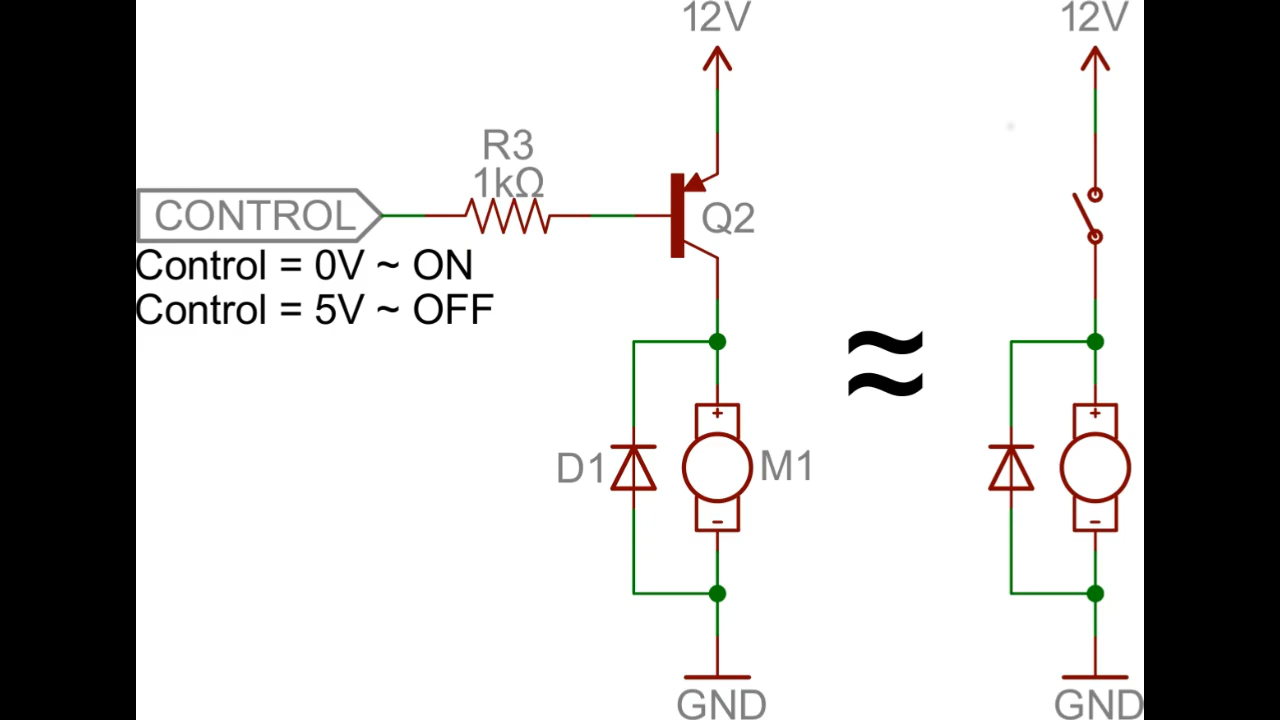 12V
12V
R3
1kΩ
CONTROL
Q2
Control = 0V ~ ON
Control = 5V ~ OFF
≈
+
+
D1
M1
-
-
GND
GND